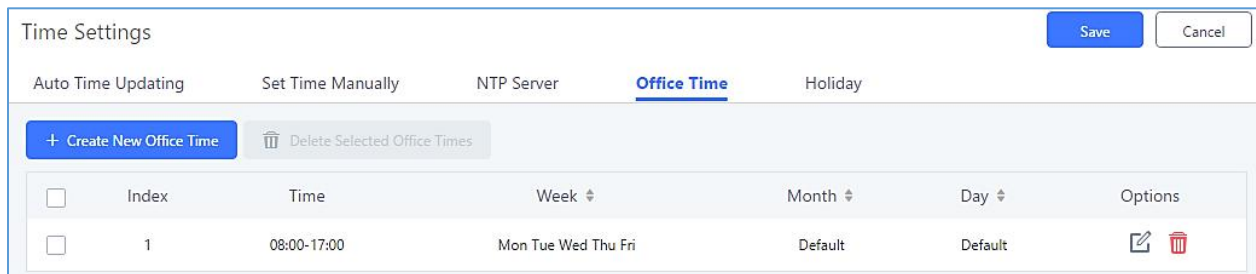 Time Settings Save Cancel
Auto Time Updating Set Time Manually NTP Server Office Time Holiday
+ Create New Office Time Delete Selected Office Times
Index Time Week Month Day Options
1 08:00-17:00 Mon Tue Wed Thu Fri Default Default